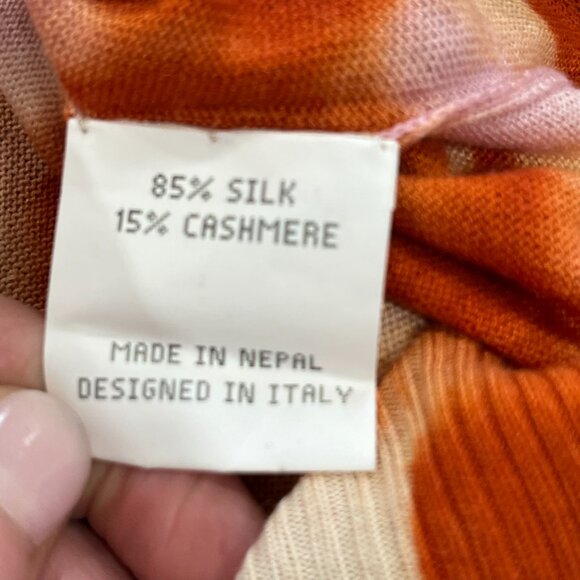 85% SILK
15% CASHMERE
MADE IN NEPAL
DESIGNED IN ITALY